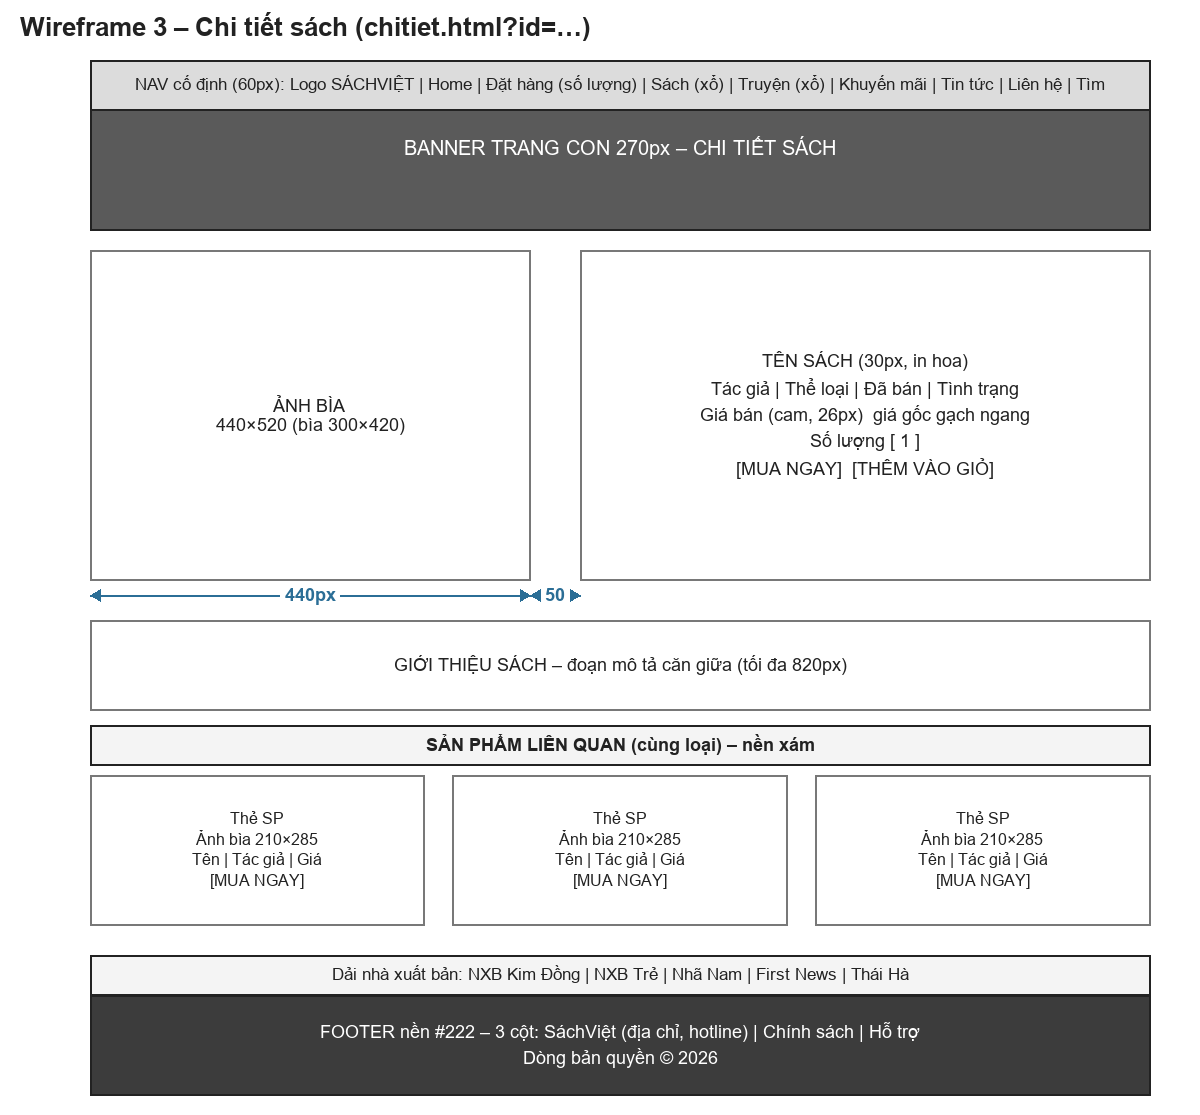 Wireframe 3 – Chi tiết sách (chitiet.html?id=…)
NAV cố định (60px): Logo SÁCHVIỆT | Home | Đặt hàng (số lượng) | Sách (xổ) | Truyện (xổ) | Khuyến mãi | Tin tức | Liên hệ | Tìm
BANNER TRANG CON 270px – CHI TIẾT SÁCH
ẢNH BÌA
440×520 (bìa 300×420)
TÊN SÁCH (30px, in hoa)
Tác giả | Thể loại | Đã bán | Tình trạng
Giá bán (cam, 26px)  giá gốc gạch ngang
Số lượng [ 1 ]
[MUA NGAY]  [THÊM VÀO GIỎ]
440px
50
GIỚI THIỆU SÁCH – đoạn mô tả căn giữa (tối đa 820px)
SẢN PHẨM LIÊN QUAN (cùng loại) – nền xám
Thẻ SP
Ảnh bìa 210×285
Tên | Tác giả | Giá
[MUA NGAY]
Thẻ SP
Ảnh bìa 210×285
Tên | Tác giả | Giá
[MUA NGAY]
Thẻ SP
Ảnh bìa 210×285
Tên | Tác giả | Giá
[MUA NGAY]
Dải nhà xuất bản: NXB Kim Đồng | NXB Trẻ | Nhã Nam | First News | Thái Hà
FOOTER nền #222 – 3 cột: SáchViệt (địa chỉ, hotline) | Chính sách | Hỗ trợ
Dòng bản quyền © 2026